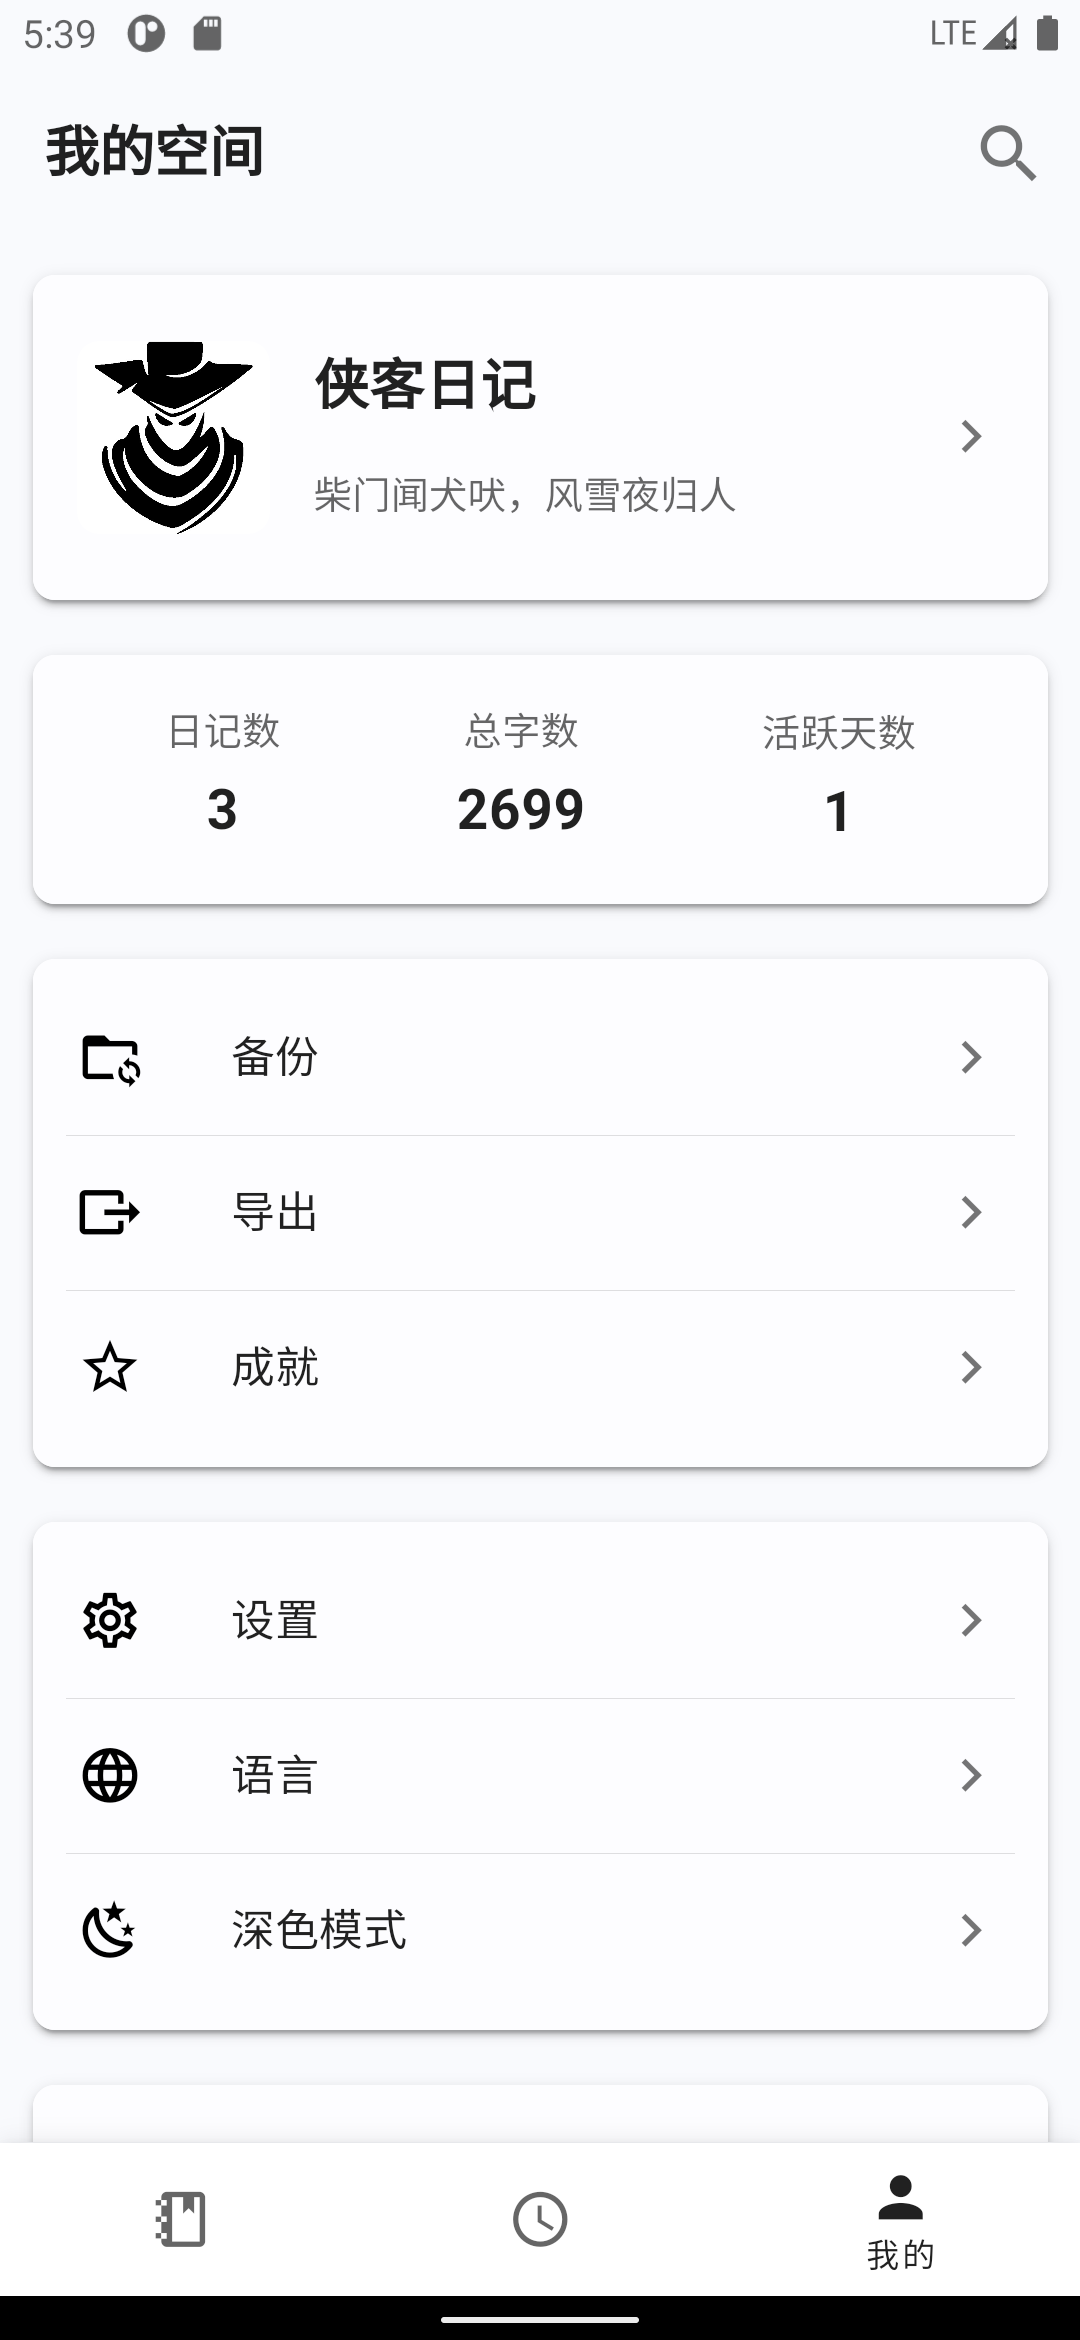 5:39
LTE
我的空间
侠客日记
柴门闻犬吠，风雪夜归人
日记数
总字数
活跃天数
3
2699
1
备份
导出
成就
设置
语言
深色模式
我的